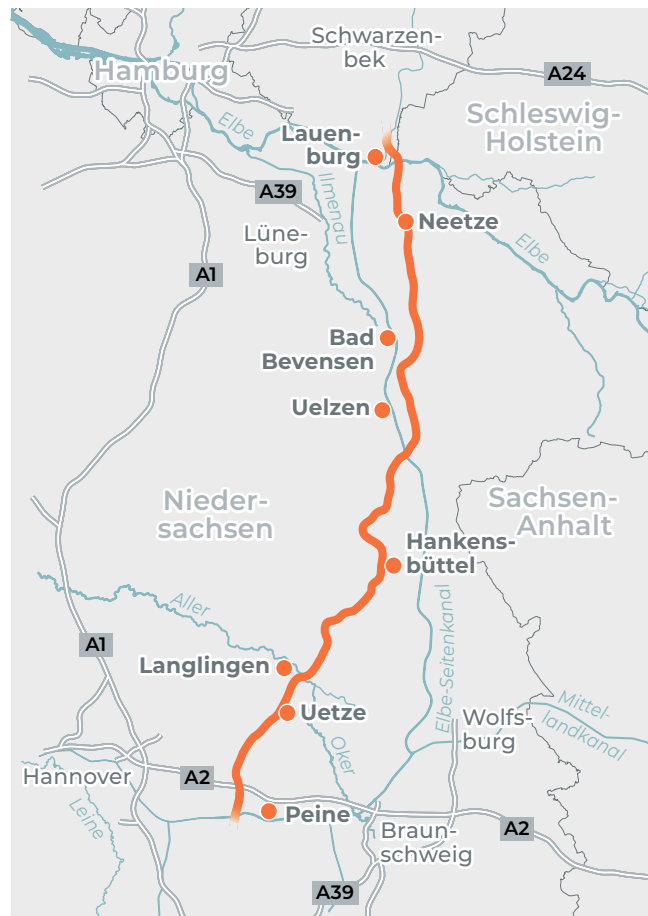 Schwarzen-
bek
Hamburg
A24
Schleswig-
Holstein
Elbe
Lauen-
burg
A39
Ilmenau
Neetze
Lüne-
burg
Elbe
A1
Bad
Bevensen
Uelzen
Nieder-
sachsen
Sachsen-
Anhalt
Hankens-
büttel
Aller
A1
Langlingen
Elbe-Seitenkanal
Uetze
Wolfs-
burg
Mittel-
landkanal
Hannover
A2
Oker
Leine
Peine
A2
Braun-
schweig
A39